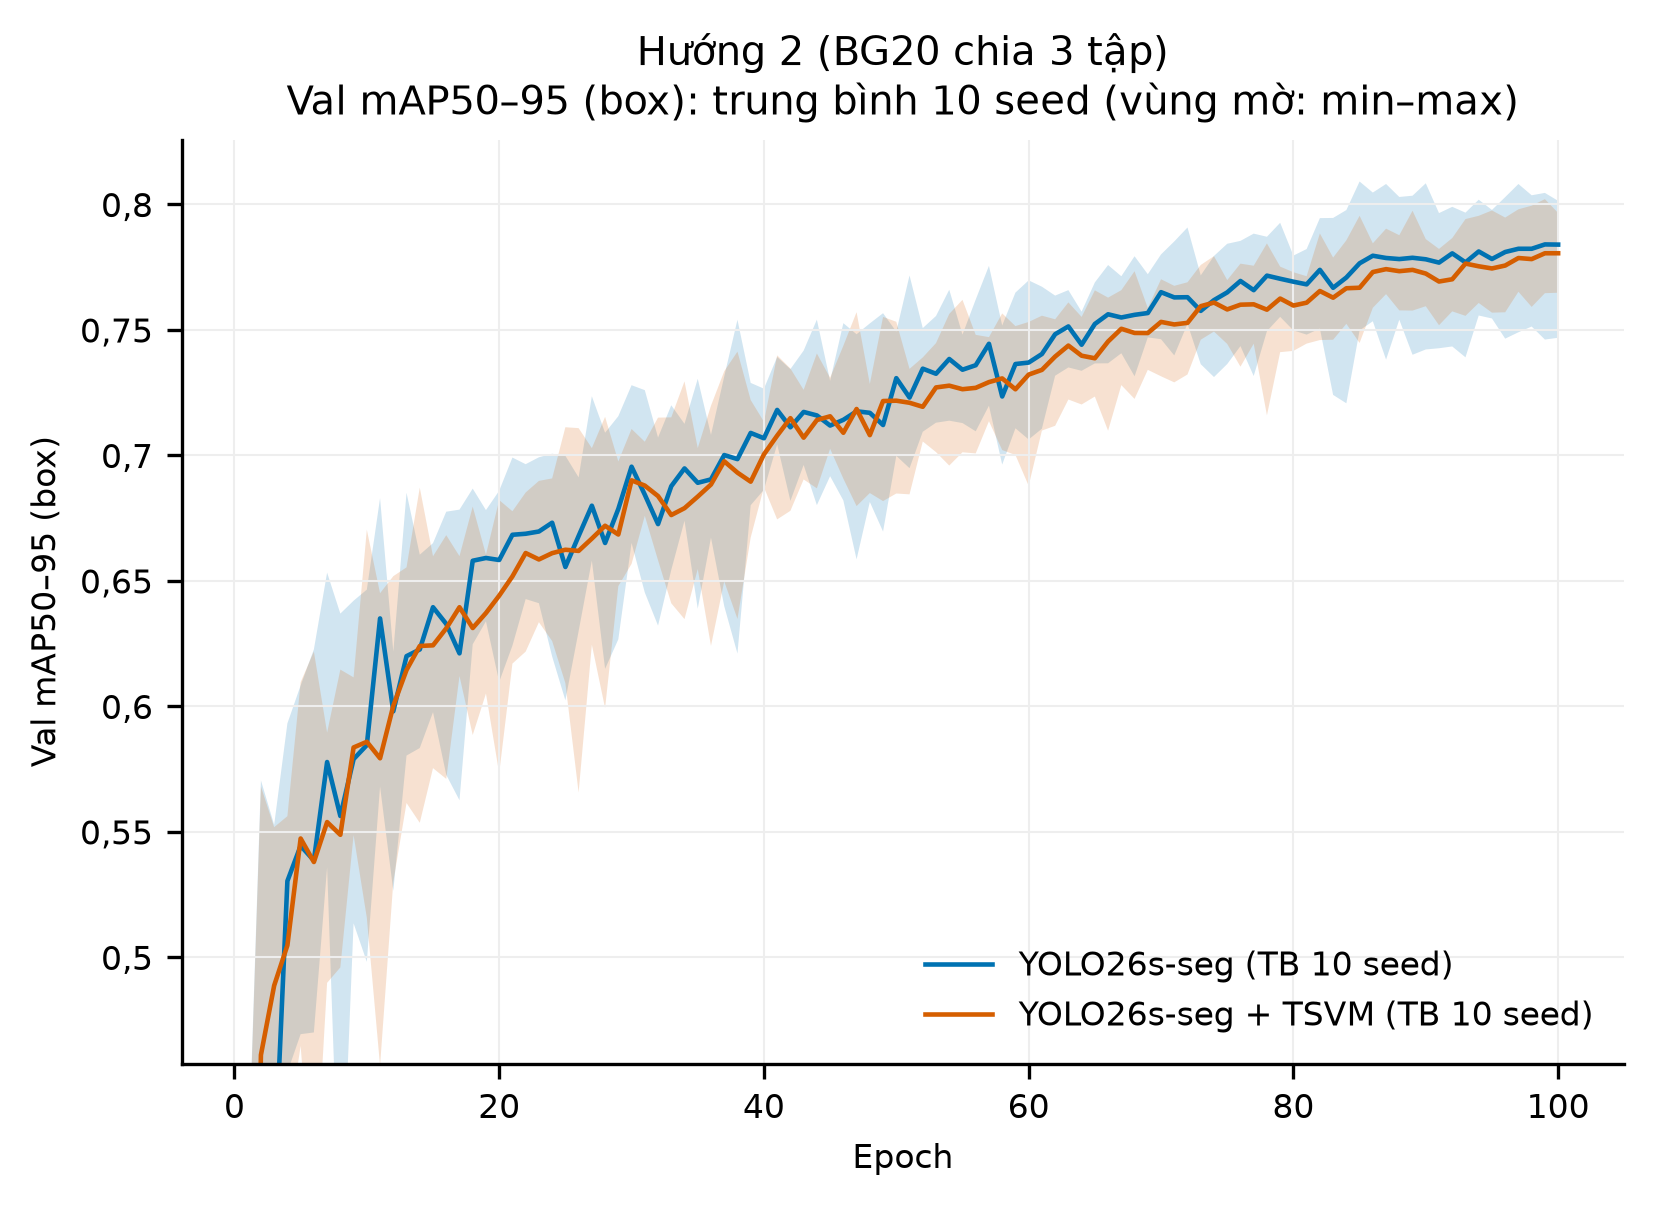 Hướng 2 (BG20 chia 3 tập)
Val mAP50–95 (box): trung bình 10 seed (vùng mờ: min–max)
Val mAP50–95 (box)
0,8
0,75
0,7
0,65
0,6
0,55
0,5
YOLO26s-seg (TB 10 seed)
YOLO26s-seg + TSVM (TB 10 seed)
0 20 40 60 80 100
Epoch